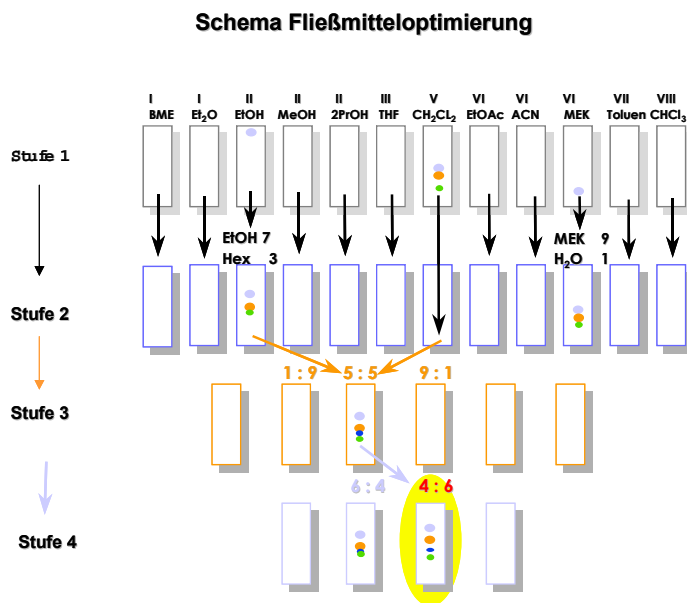 Schema Fließmitteloptimierung
I I II II II III V VI VI VI VII VIII
BME Et₂O EtOH MeOH 2PrOH THF CH₂CL₂ EtOAc ACN MEK Toluen CHCl₃
Stufe 1
EtOH 7 MEK 9
Hex 3 H₂O 1
Stufe 2
1 : 9 5 : 5 9 : 1
Stufe 3
6 : 4 4 : 6
Stufe 4